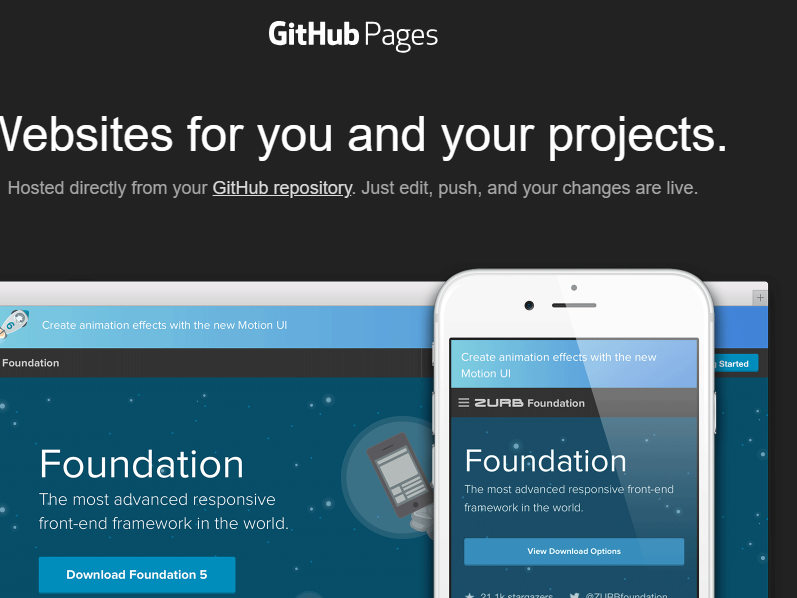 GitHub Pages
Websites for you and your projects.
Hosted directly from your GitHub repository. Just edit, push, and your changes are live.
Create animation effects with the new Motion UI
Foundation
Started
Foundation
The most advanced responsive
front-end framework in the world.
Download Foundation 5
Create animation effects with the new
Motion UI
ZURB Foundation
Foundation
The most advanced responsive front-end
framework in the world.
View Download Options
21.1k stargazers @ZURBfoundation